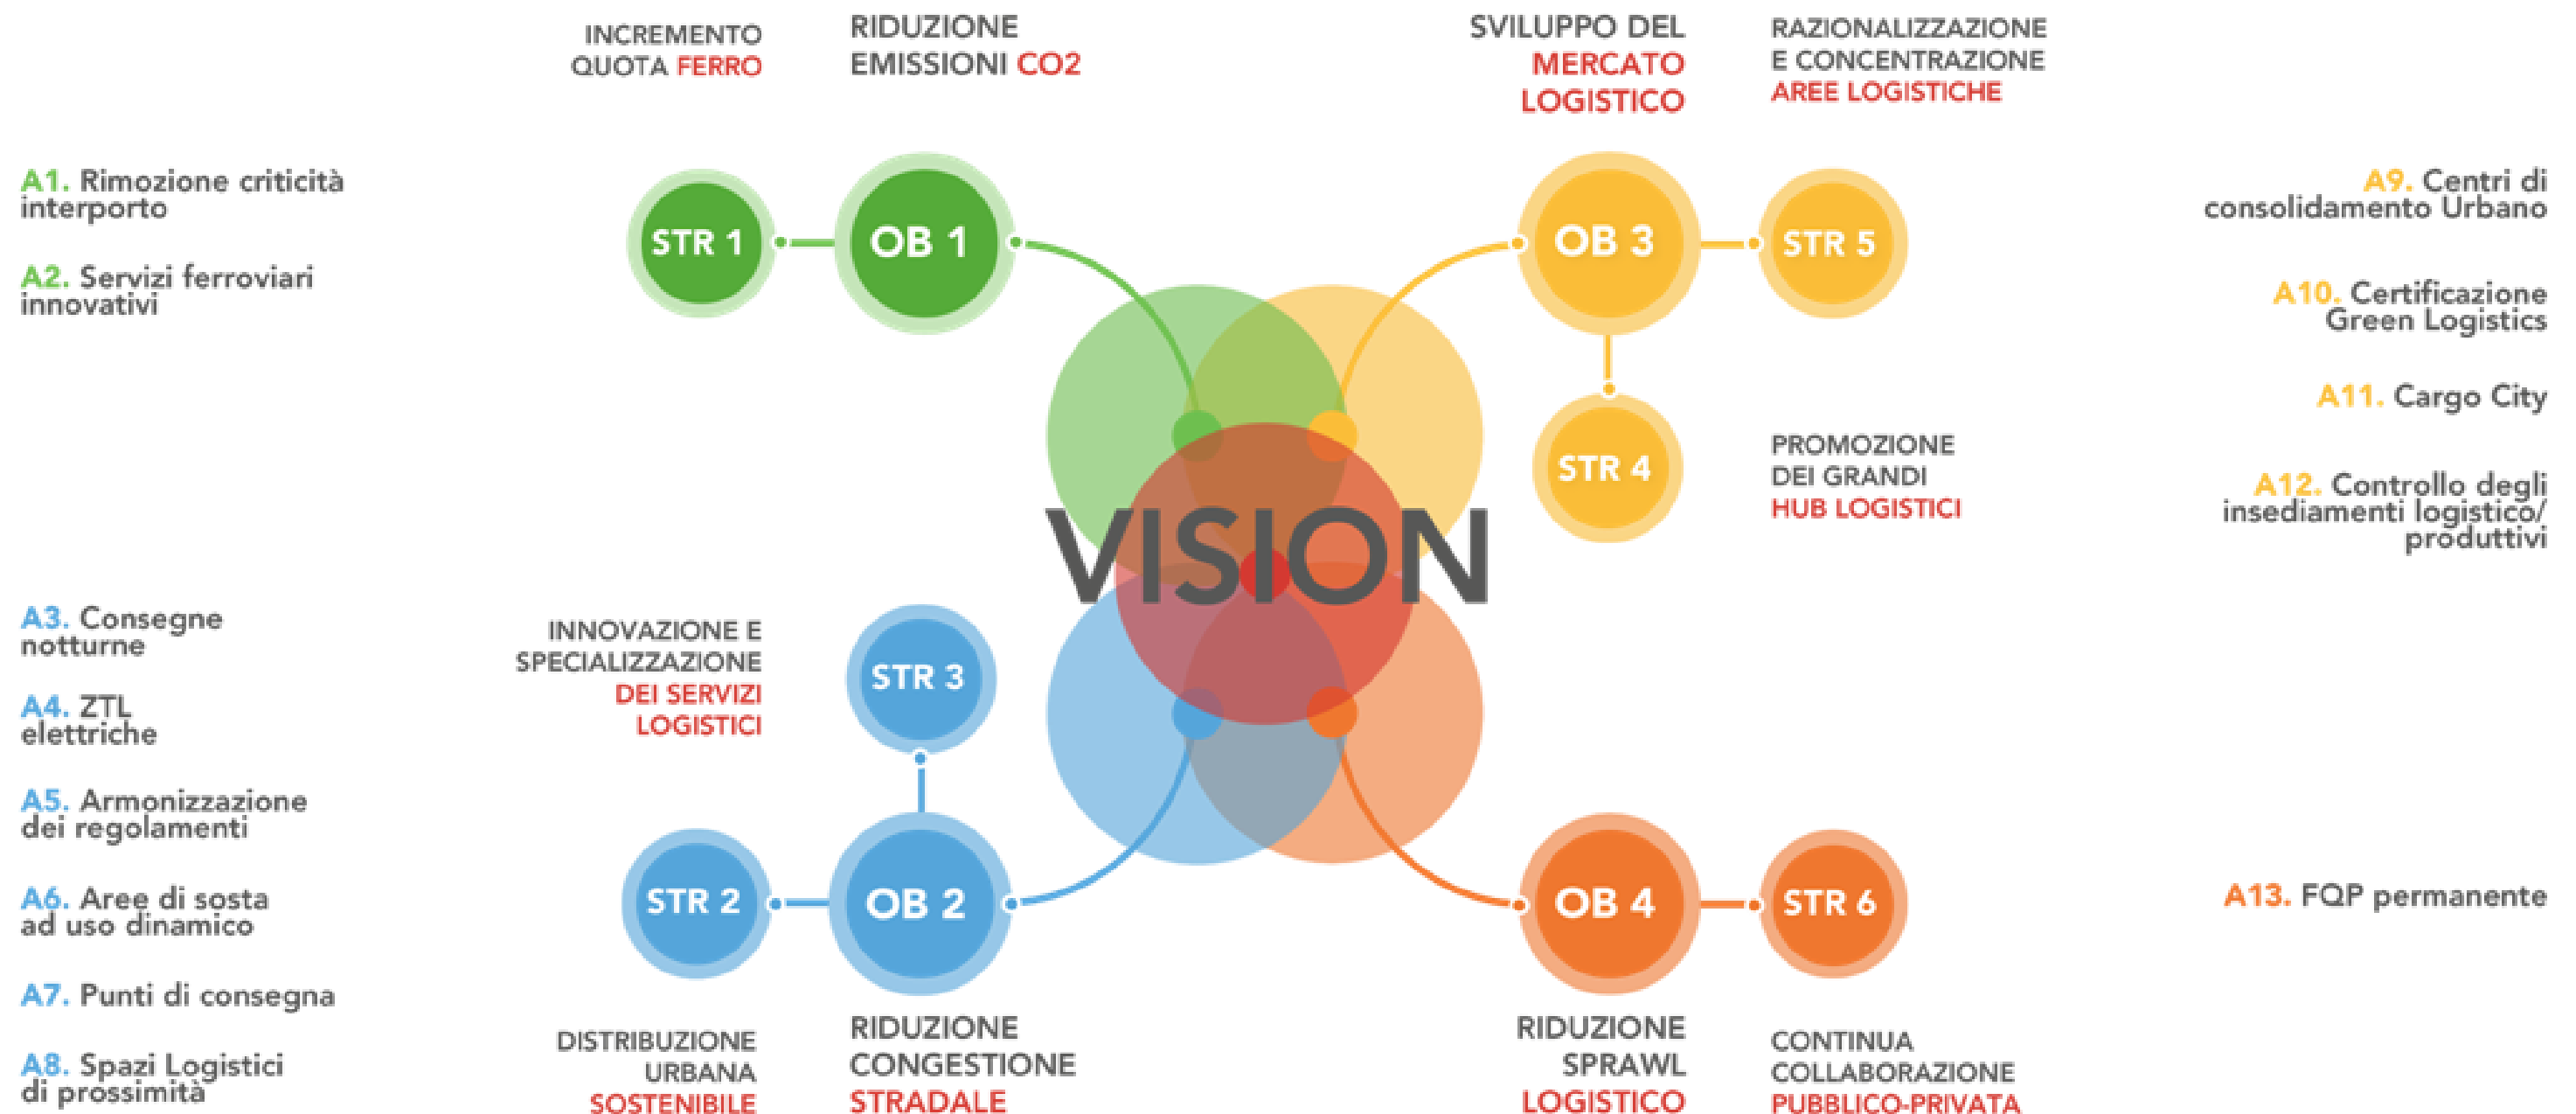 INCREMENTO
QUOTA FERRO
RIDUZIONE
EMISSIONI CO2
SVILUPPO DEL
MERCATO
LOGISTICO
RAZIONALIZZAZIONE
E CONCENTRAZIONE
AREE LOGISTICHE
A1. Rimozione criticità
interporto
A2. Servizi ferroviari
innovativi
STR 1
OB 1
OB 3
STR 5
STR 4
PROMOZIONE
DEI GRANDI
HUB LOGISTICI
A9. Centri di
consolidamento Urbano
A10. Certificazione
Green Logistics
A11. Cargo City
A12. Controllo degli
insediamenti logistico/
produttivi
VISION
A3. Consegne
notturne
A4. ZTL
elettriche
A5. Armonizzazione
dei regolamenti
A6. Aree di sosta
ad uso dinamico
A7. Punti di consegna
A8. Spazi Logistici
di prossimità
INNOVAZIONE E
SPECIALIZZAZIONE
DEI SERVIZI
LOGISTICI
STR 3
STR 2
OB 2
DISTRIBUZIONE
URBANA
SOSTENIBILE
RIDUZIONE
CONGESTIONE
STRADALE
OB 4
STR 6
RIDUZIONE
SPRAWL
LOGISTICO
CONTINUA
COLLABORAZIONE
PUBBLICO-PRIVATA
A13. FQP permanente